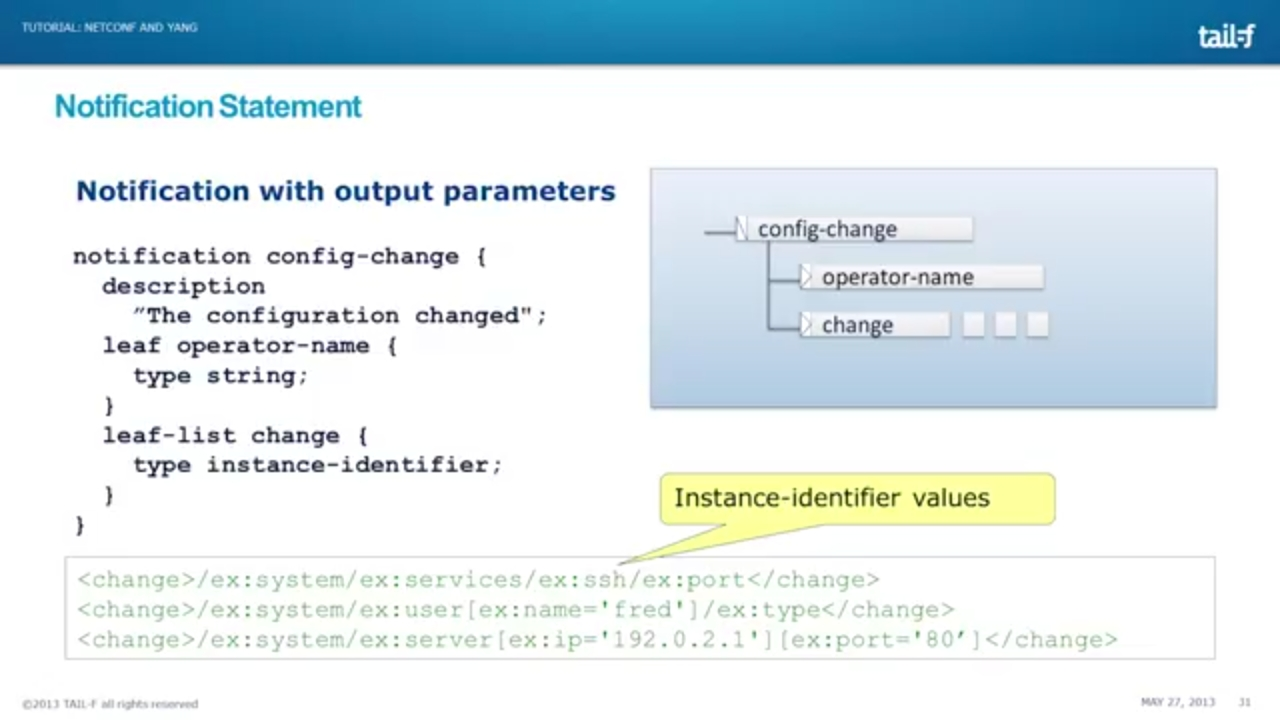 TUTORIAL: NETCONF AND YANG
tail-f
Notification Statement
Notification with output parameters
notification config-change {
description
”The configuration changed";
leaf operator-name {
type string;
}
leaf-list change {
type instance-identifier;
}
}
config-change
operator-name
change
Instance-identifier values
<change>/ex:system/ex:services/ex:ssh/ex:port</change>
<change>/ex:system/ex:user[ex:name='fred']/ex:type</change>
<change>/ex:system/ex:server[ex:ip='192.0.2.1'][ex:port='80’]</change>
©2013 TAIL-F all rights reserved
MAY 27, 2013 31